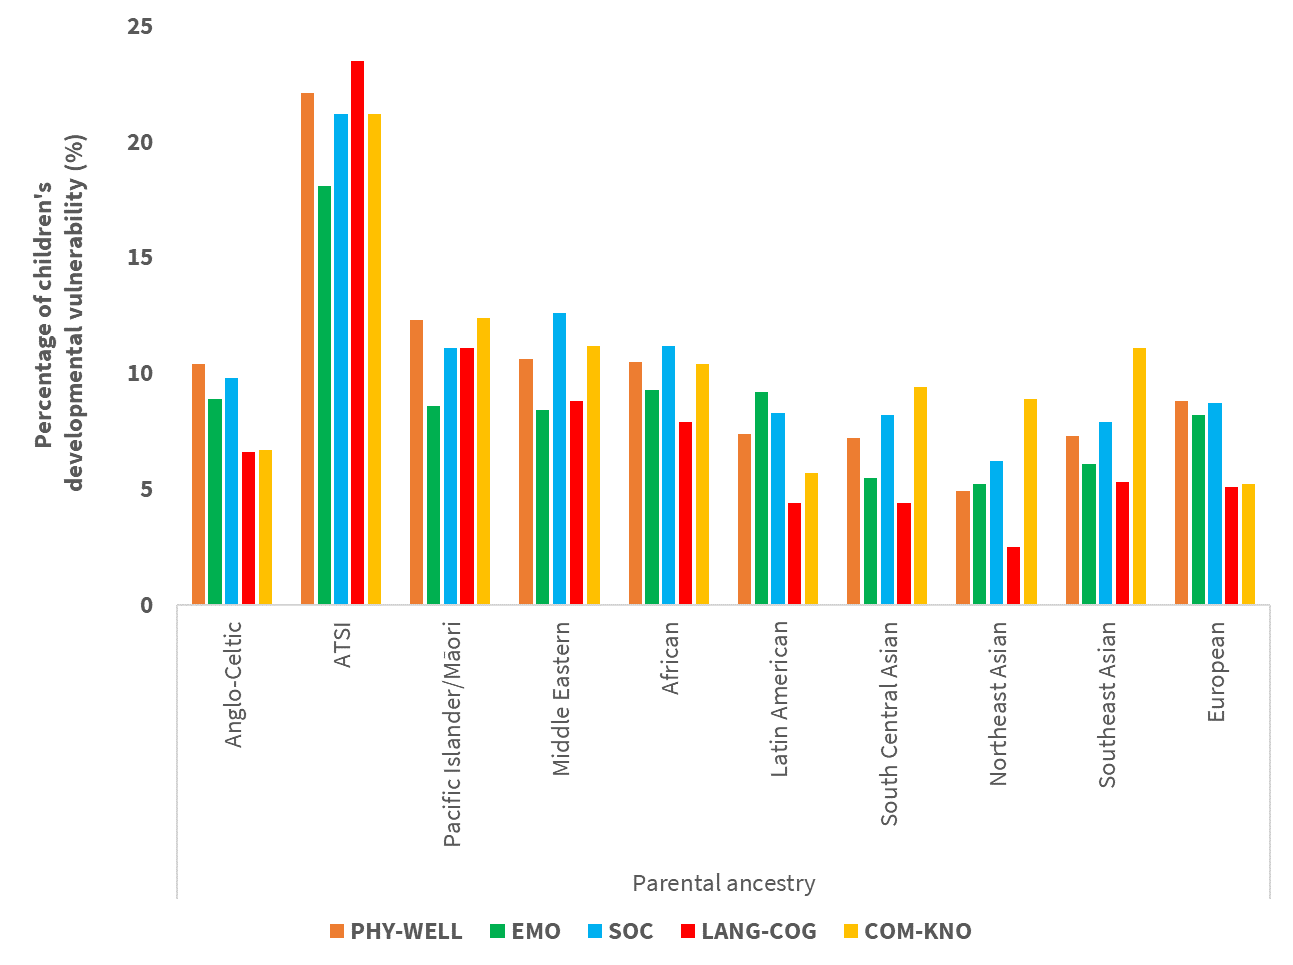 25
20
15
10
5
0
Percentage of children's
developmental vulnerability (%)
Anglo-Celtic
ATSI
Pacific Islander/Māori
Middle Eastern
African
Latin American
South Central Asian
Northeast Asian
Southeast Asian
European
Parental ancestry
PHY-WELL EMO SOC LANG-COG COM-KNO